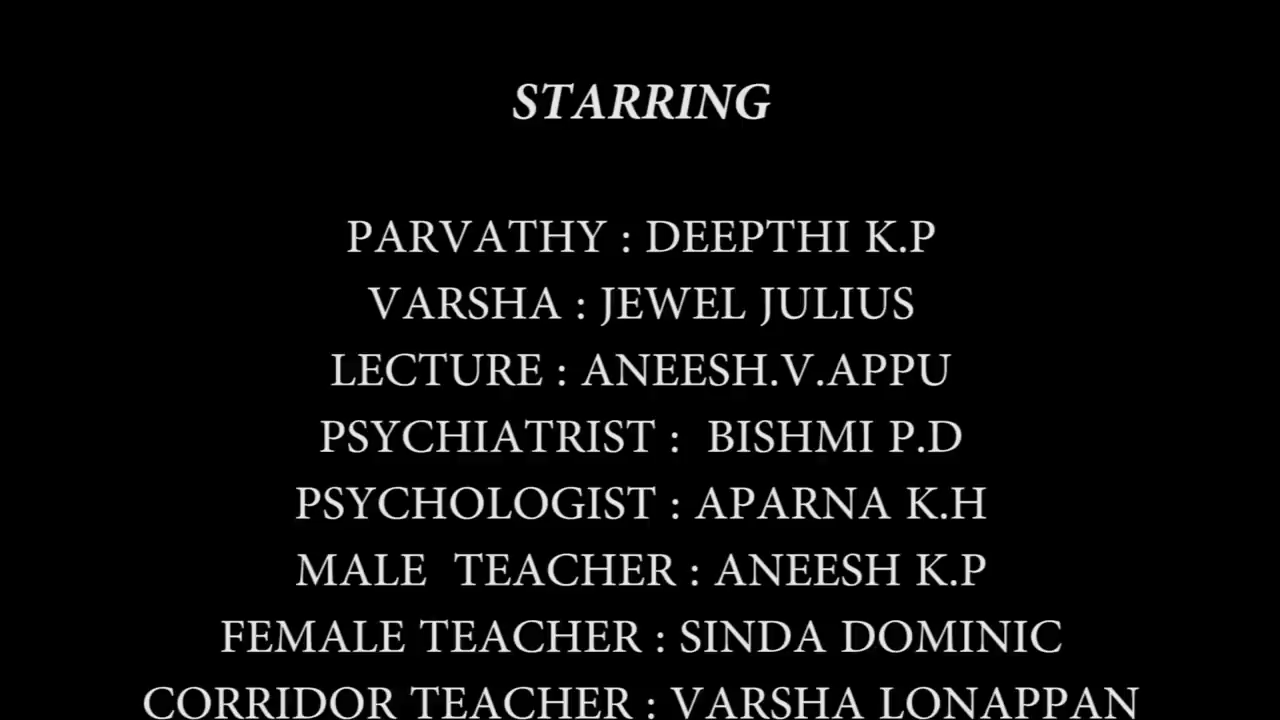 STARRING
PARVATHY : DEEPTHI K.P
VARSHA : JEWEL JULIUS
LECTURE : ANEESH.V.APPU
PSYCHIATRIST :  BISHMI P.D
PSYCHOLOGIST : APARNA K.H
MALE  TEACHER : ANEESH K.P
FEMALE TEACHER : SINDA DOMINIC
CORRIDOR TEACHER : VARSHA LONAPPAN